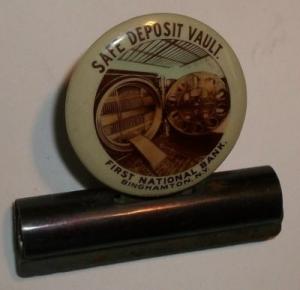 SAFE DEPOSIT VAULT.
FIRST NATIONAL BANK.
BINGHAMTON, N.Y.